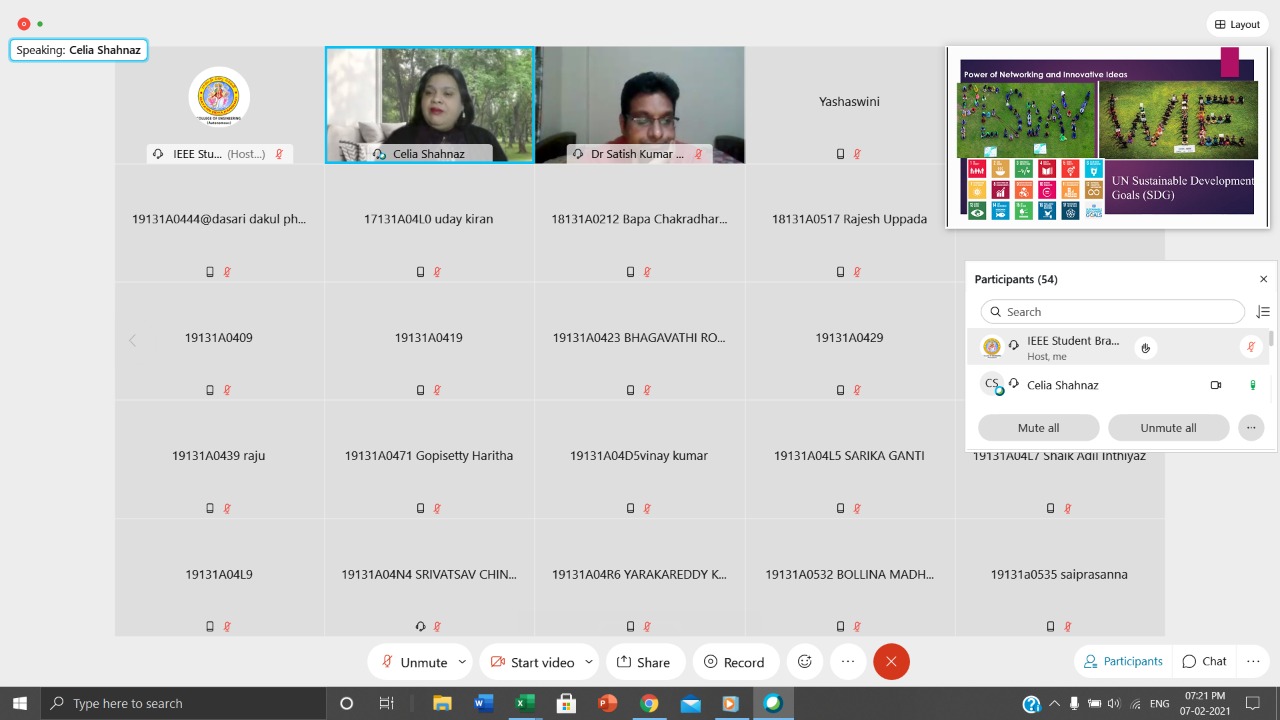 Layout
Speaking: Celia Shahnaz
COLLEGE OF ENGINEERING
(Autonomous)
IEEE Stu... (Host...)
Celia Shahnaz
Dr Satish Kumar ...
Yashaswini
Power of Networking and Innovative Ideas
UN Sustainable Development
Goals (SDG)
19131A0444@dasari dakul ph...
17131A04L0 uday kiran
18131A0212 Bapa Chakradhar...
18131A0517 Rajesh Uppada
Participants (54)
Search
IEEE Student Bra...
Host, me
CS
Celia Shahnaz
Mute all
Unmute all
19131A0409
19131A0419
19131A0423 BHAGAVATHI RO...
19131A0429
19131A0439 raju
19131A0471 Gopisetty Haritha
19131A04D5vinay kumar
19131A04L5 SARIKA GANTI
19131A04L7 Shaik Adil Inthiyaz
19131A04L9
19131A04N4 SRIVATSAV CHIN...
19131A04R6 YARAKAREDDY K...
19131A0532 BOLLINA MADH...
19131a0535 saiprasanna
Unmute
Start video
Share
Record
Participants
Chat
Type here to search
ENG
07:21 PM
07-02-2021